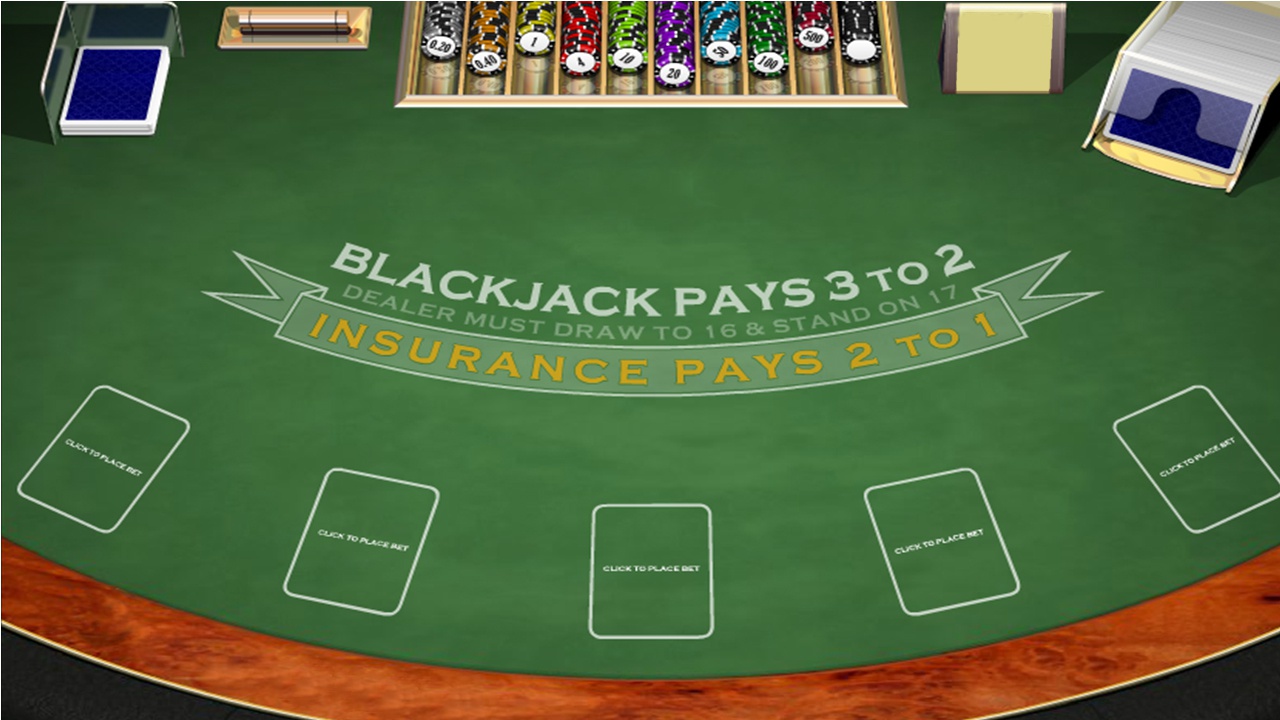 0.20
0.40
1
4
10
20
40
100
500
BLACKJACK PAYS 3 TO 2
DEALER MUST DRAW TO 16 & STAND ON 17
INSURANCE PAYS 2 TO 1
CLICK TO PLACE BET
CLICK TO PLACE BET
CLICK TO PLACE BET
CLICK TO PLACE BET
CLICK TO PLACE BET